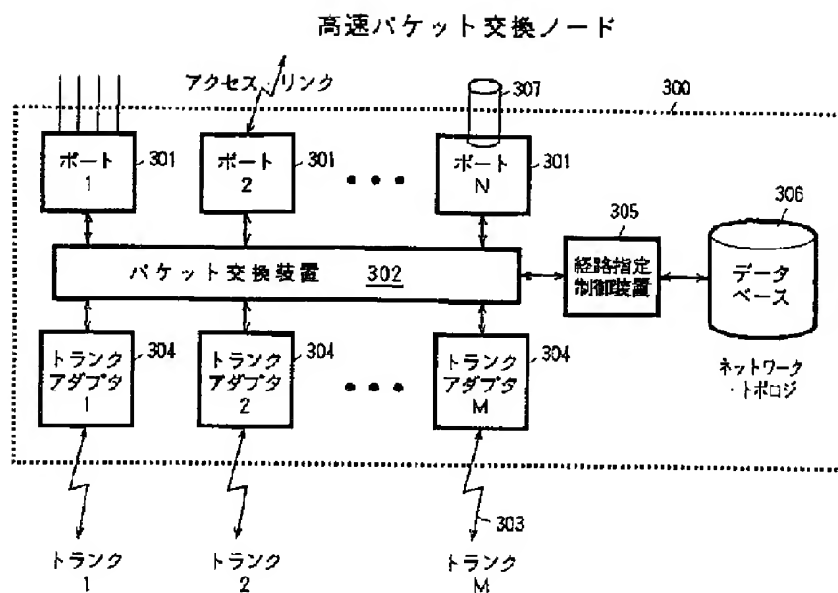 高速パケット交換ノード
アクセス・リンク
307
300
ポート
1
301
ポート
2
301
ポート
N
301
305
306
パケット交換装置 302
経路指定
制御装置
データ
ベース
トランク
アダプタ
1
304
トランク
アダプタ
2
304
トランク
アダプタ
M
304
ネットワーク
・トポロジ
303
トランク
1
トランク
2
トランク
M